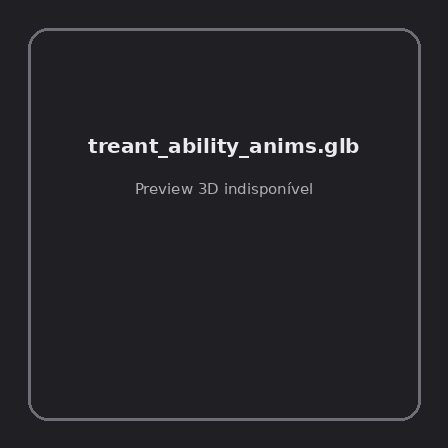 treant_ability_anims.glb
Preview 3D indisponível